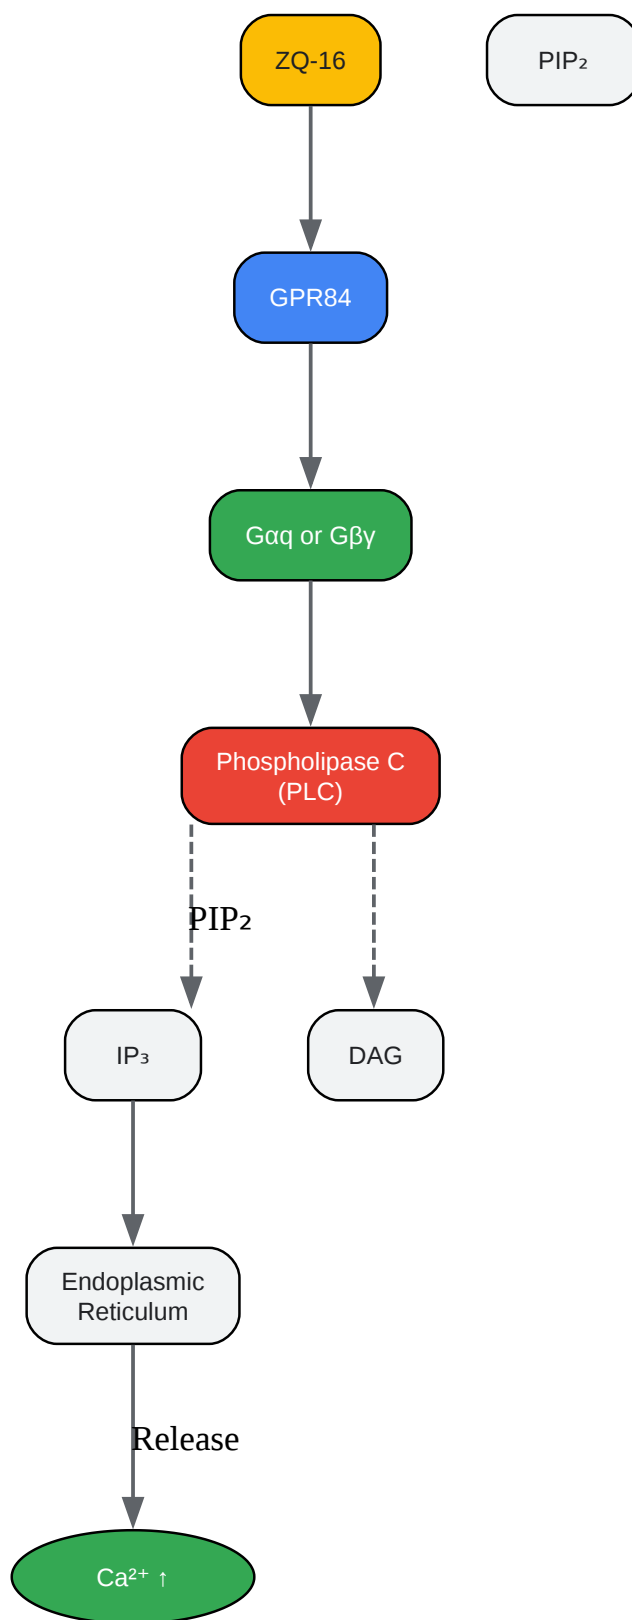 ZQ-16
PIP₂
GPR84
Gαq or Gβγ
Phospholipase C
(PLC)
PIP₂
IP₃
DAG
Endoplasmic
Reticulum
Release
Ca²⁺ ↑